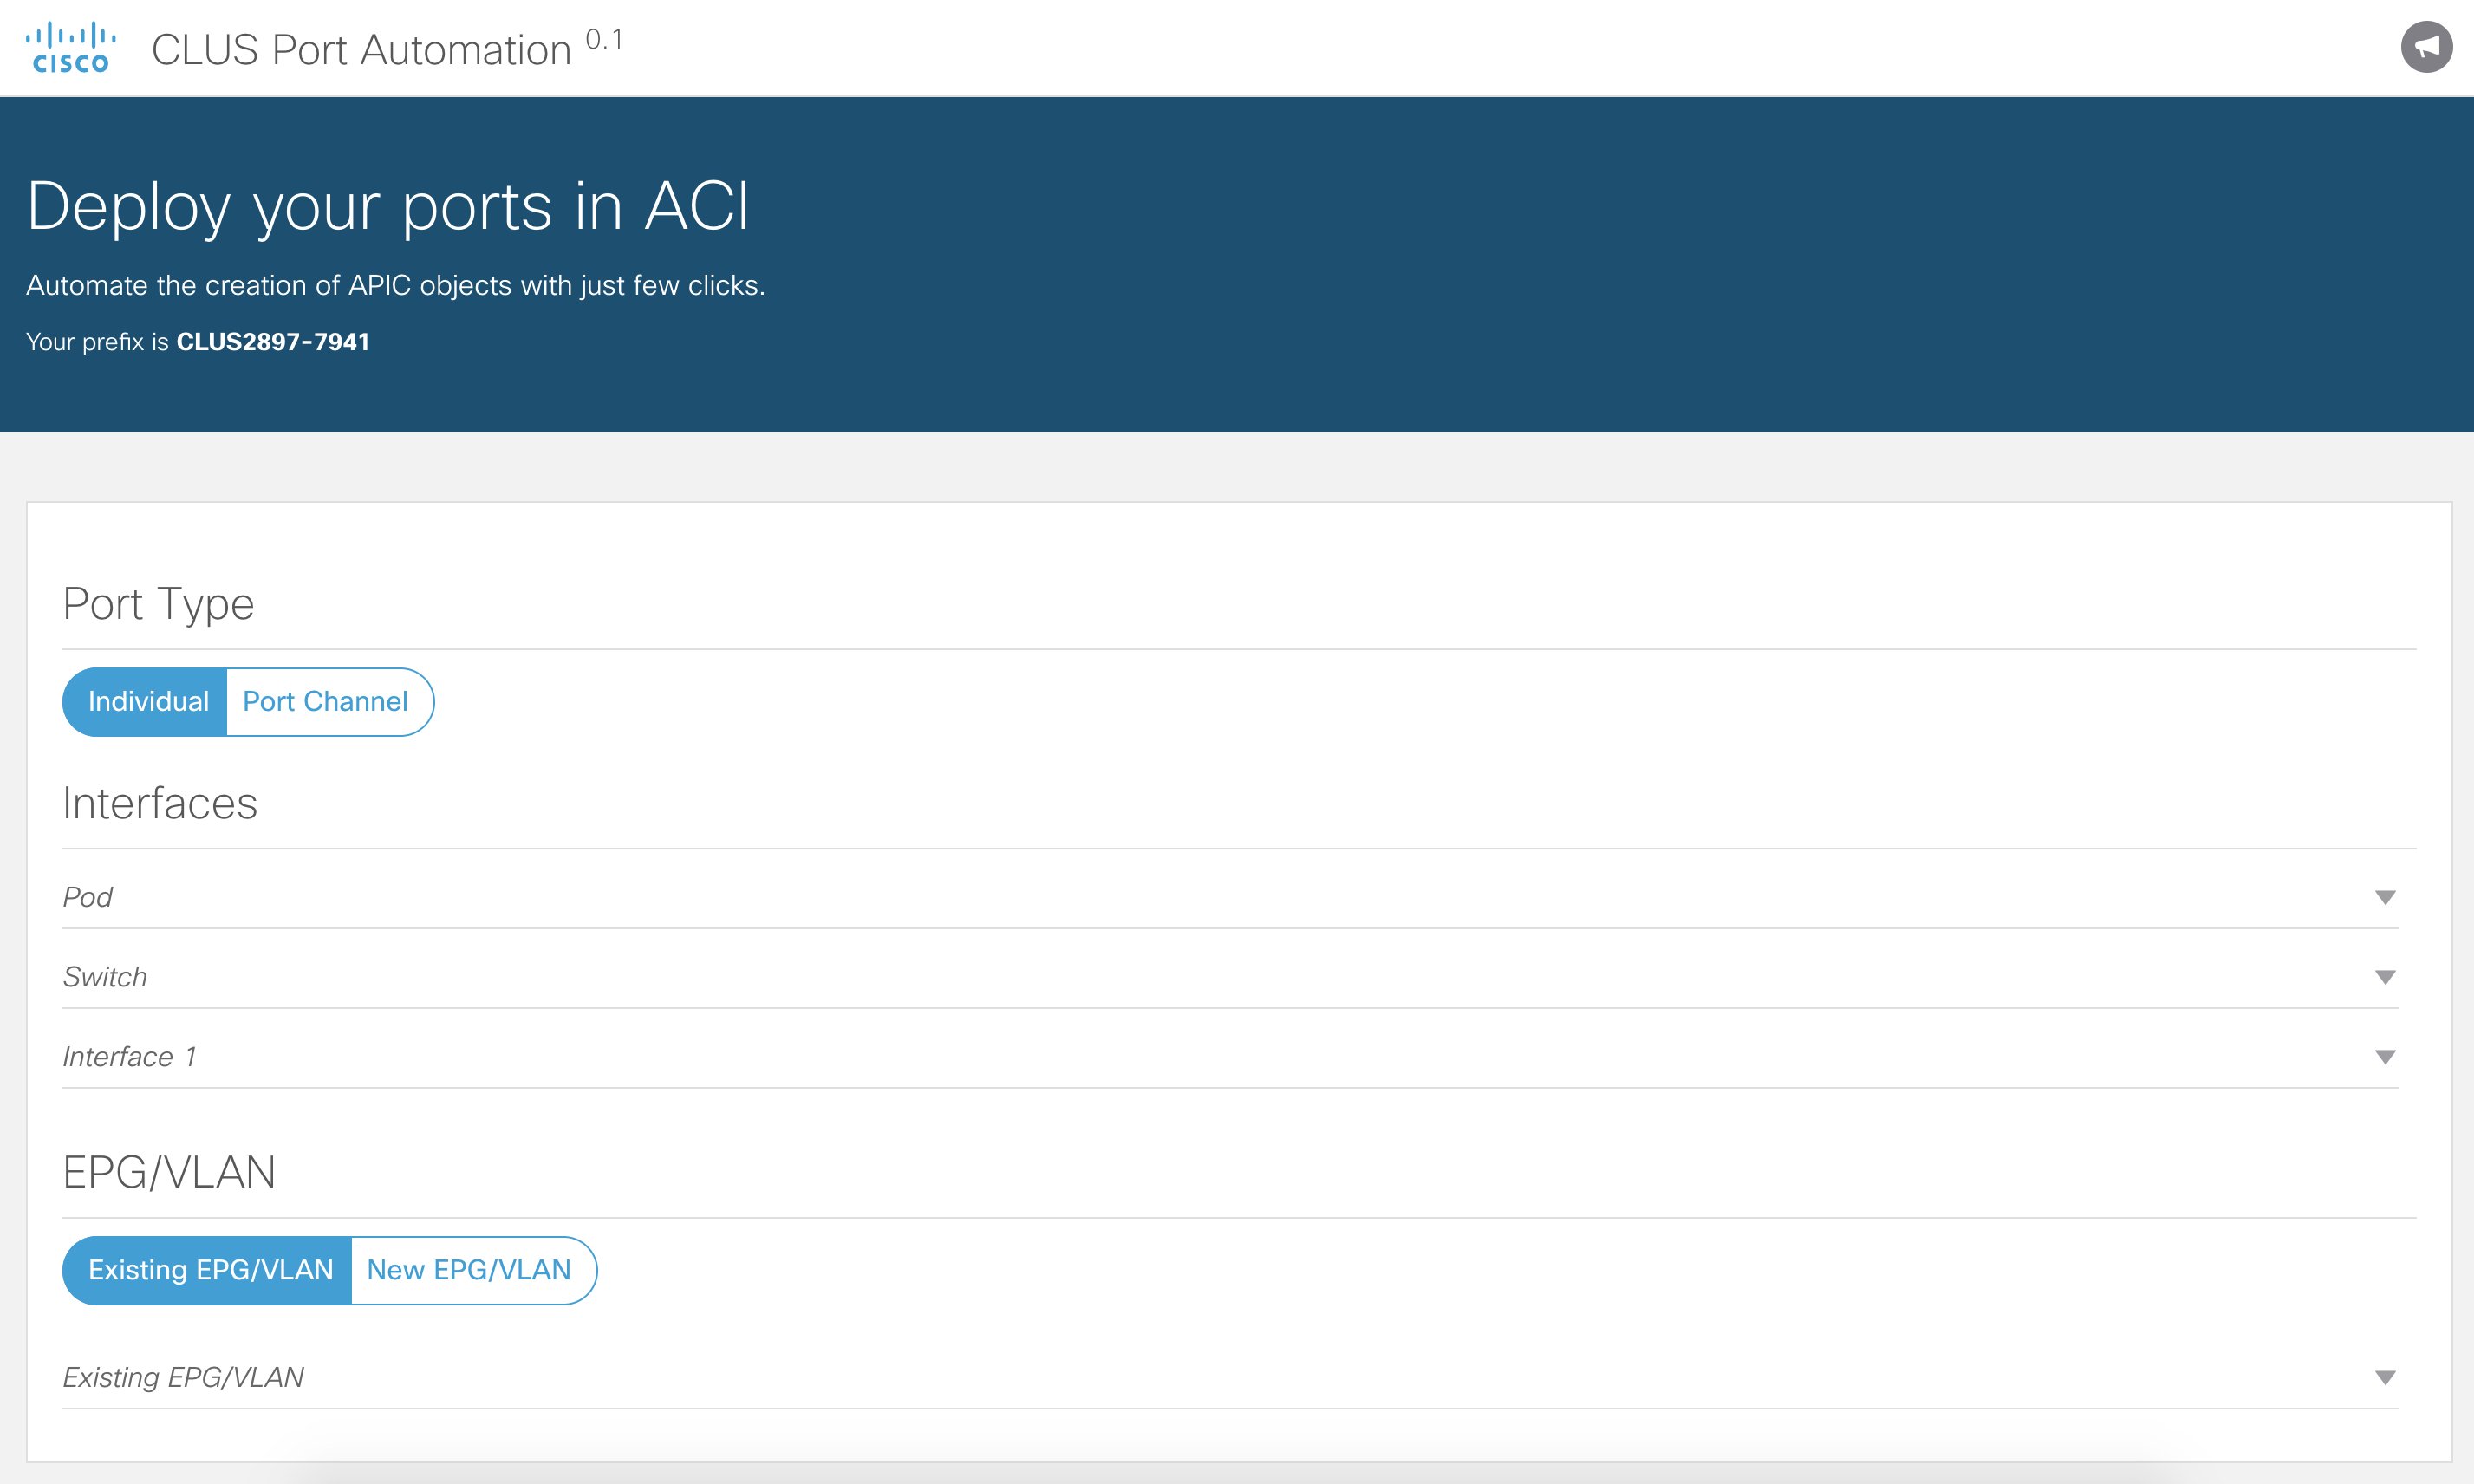 CISCO
CLUS Port Automation 0.1
Deploy your ports in ACI
Automate the creation of APIC objects with just few clicks.
Your prefix is CLUS2897-7941
Port Type
Individual Port Channel
Interfaces
Pod
Switch
Interface 1
EPG/VLAN
Existing EPG/VLAN New EPG/VLAN
Existing EPG/VLAN